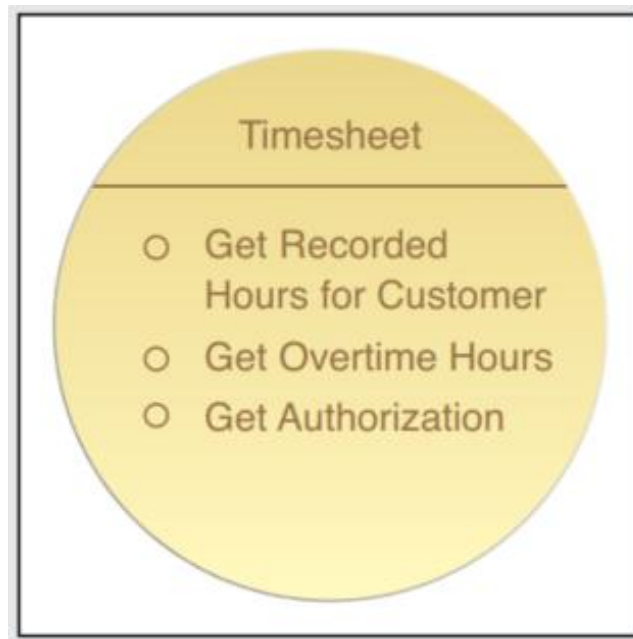 Timesheet
Get Recorded
Hours for Customer
Get Overtime Hours
Get Authorization